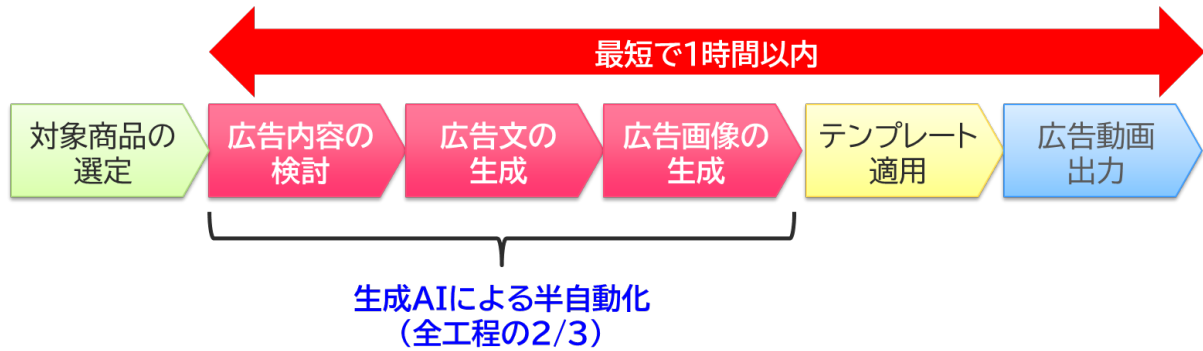 最短で1時間以内
対象商品の
選定
広告内容の
検討
広告文の
生成
広告画像の
生成
テンプレート
適用
広告動画
出力
生成AIによる半自動化
（全工程の2/3）